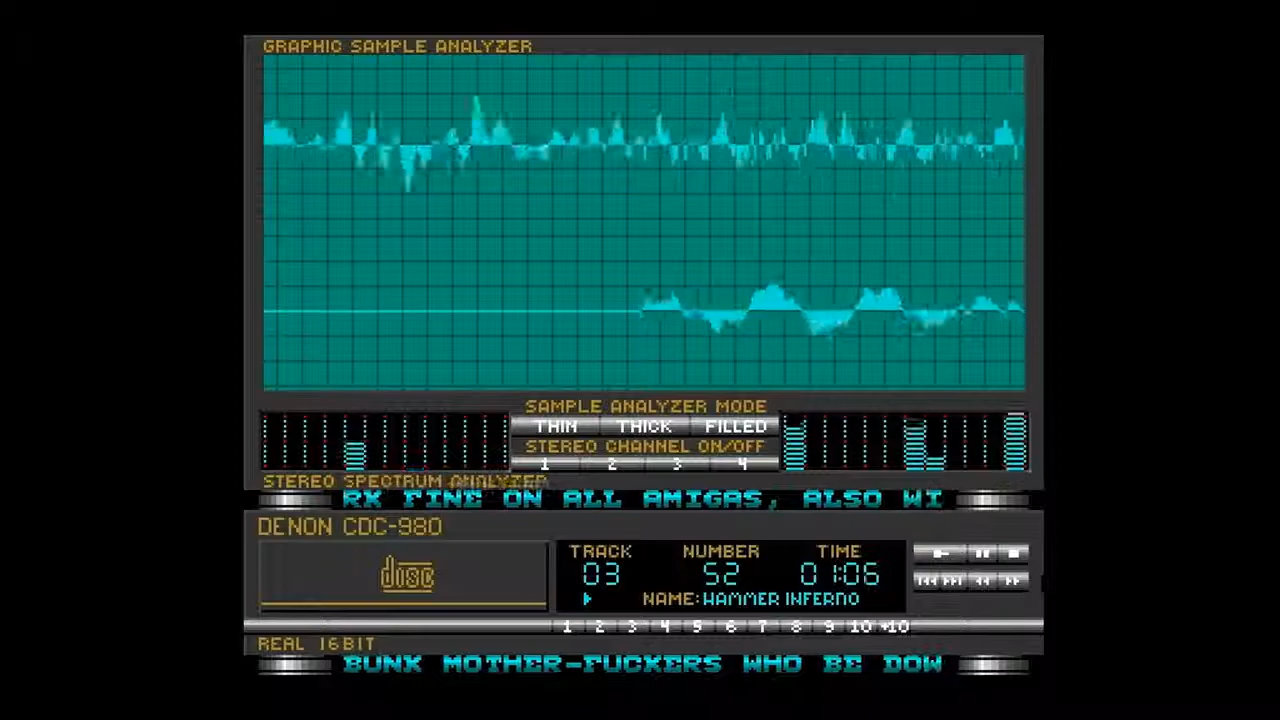 GRAPHIC SAMPLE ANALYZER
SAMPLE ANALYZER MODE
THIN THICK FILLED
STEREO CHANNEL ON/OFF
1 2 3 4
STEREO SPECTRUM ANALYZER
RK FINE ON ALL AMIGAS, ALSO WI
DENON CDC-980
disc
TRACK NUMBER TIME
03 52 01:06
NAME:HAMMER INFERNO
1 2 3 4 5 6 7 8 9 10 +10
REAL 16BIT
BUNK MOTHER-FUCKERS WHO BE DOW